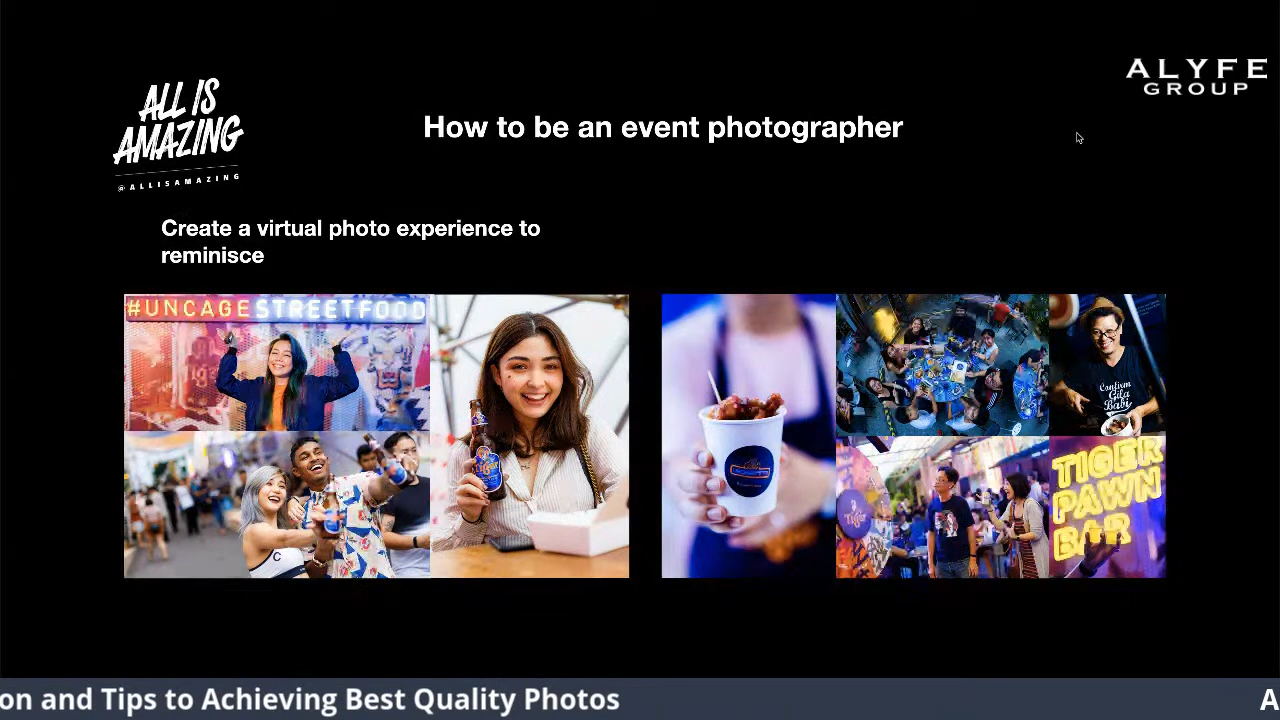 ALL IS
AMAZING
@ALLISAMAZING
ALYFE
GROUP
How to be an event photographer
Create a virtual photo experience to
reminisce
#UNCAGESTREETFOOD
Tiger
Confirm
Gila
Babi
Tiger
TIGER
PAWN
BAR
on and Tips to Achieving Best Quality Photos
A